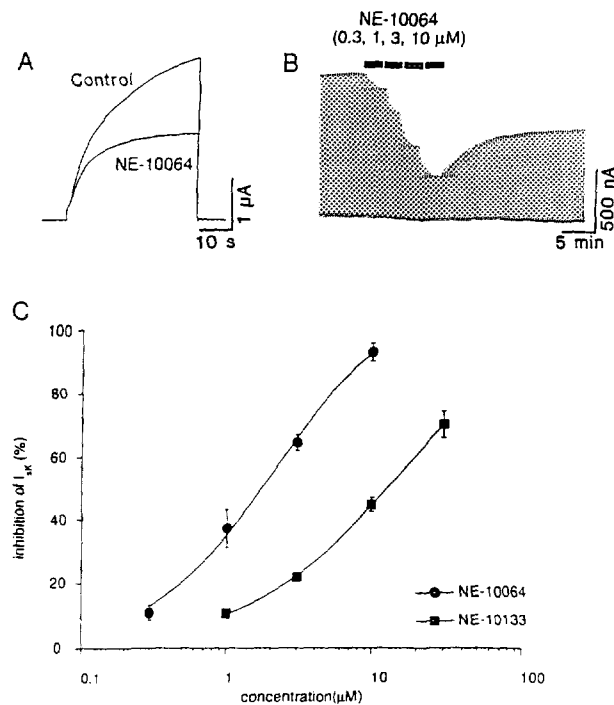 A
Control
NE-10064
1 μA
10 s
NE-10064
(0.3, 1, 3, 10 μM)
B
500 nA
5 min
C
100
80
60
40
20
0
inhibition of IsK (%)
0.1
1
10
100
concentration(μM)
NE-10064
NE-10133